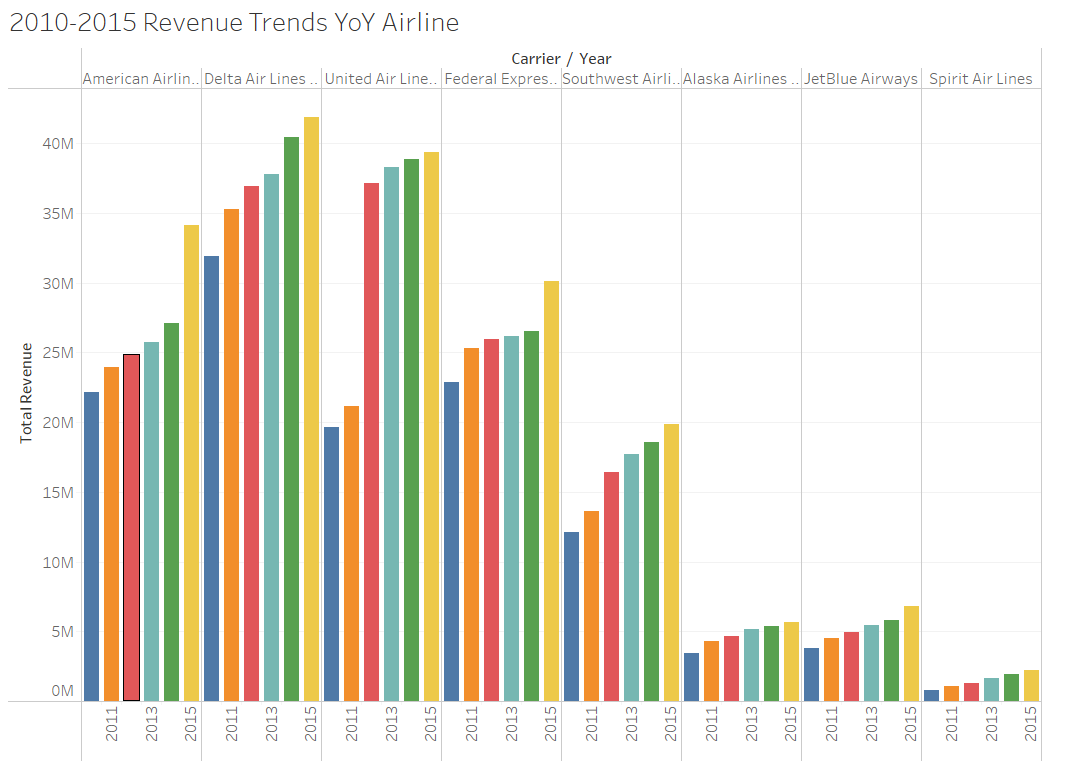 2010-2015 Revenue Trends YoY Airline
Carrier / Year
American Airlin.. Delta Air Lines .. United Air Line.. Federal Expres.. Southwest Airli.. Alaska Airlines .. JetBlue Airways Spirit Air Lines
Total Revenue
40M
35M
30M
25M
20M
15M
10M
5M
0M
2011 2013 2015 2011 2013 2015 2011 2013 2015 2011 2013 2015 2011 2013 2015 2011 2013 2015 2011 2013 2015 2011 2013 2015